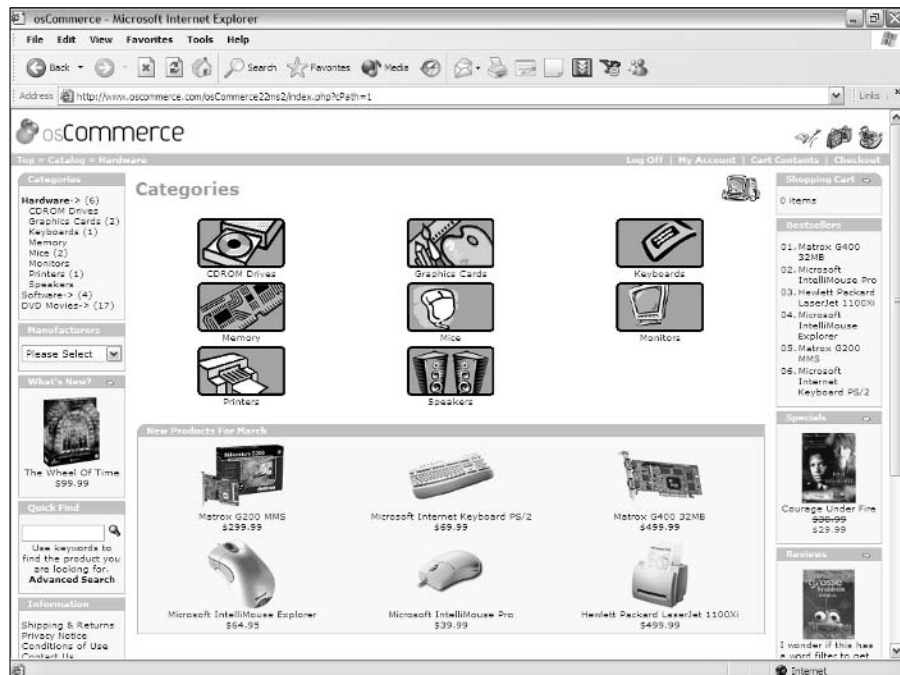 osCommerce - Microsoft Internet Explorer
File Edit View Favorites Tools Help
Back Search Favorites Media
Address http://www.oscommerce.com/osCommerce22ms2/index.php?cPath=1 Links
osCommerce
Top » Catalog » Hardware
Log Off | My Account | Cart Contents | Checkout
Categories
Hardware-> (6)
CDROM Drives
Graphics Cards (2)
Keyboards (1)
Memory
Mice (2)
Monitors
Printers (1)
Speakers
Software-> (4)
DVD Movies-> (17)
Manufacturers
Please Select
What's New?
The Wheel Of Time
$99.99
Quick Find
Use keywords to
find the product you
are looking for.
Advanced Search
Information
Shipping & Returns
Privacy Notice
Conditions of Use
Contact Us
Categories
CDROM Drives
Graphics Cards
Keyboards
Memory
Mice
Monitors
Printers
Speakers
New Products For March
Matrox G200 MMS
$299.99
Microsoft Internet Keyboard PS/2
$69.99
Matrox G400 32MB
$499.99
Microsoft IntelliMouse Explorer
$64.95
Microsoft IntelliMouse Pro
$39.99
Hewlett Packard LaserJet 1100Xi
$499.99
Shopping Cart
0 items
Bestsellers
01. Matrox G400
32MB
02. Microsoft
IntelliMouse Pro
03. Hewlett Packard
LaserJet 1100Xi
04. Microsoft
IntelliMouse
Explorer
05. Matrox G200
MMS
06. Microsoft
Internet
Keyboard PS/2
Specials
Courage Under Fire
$38.99
$29.99
Reviews
I wonder if this has
a word filter to get
Internet